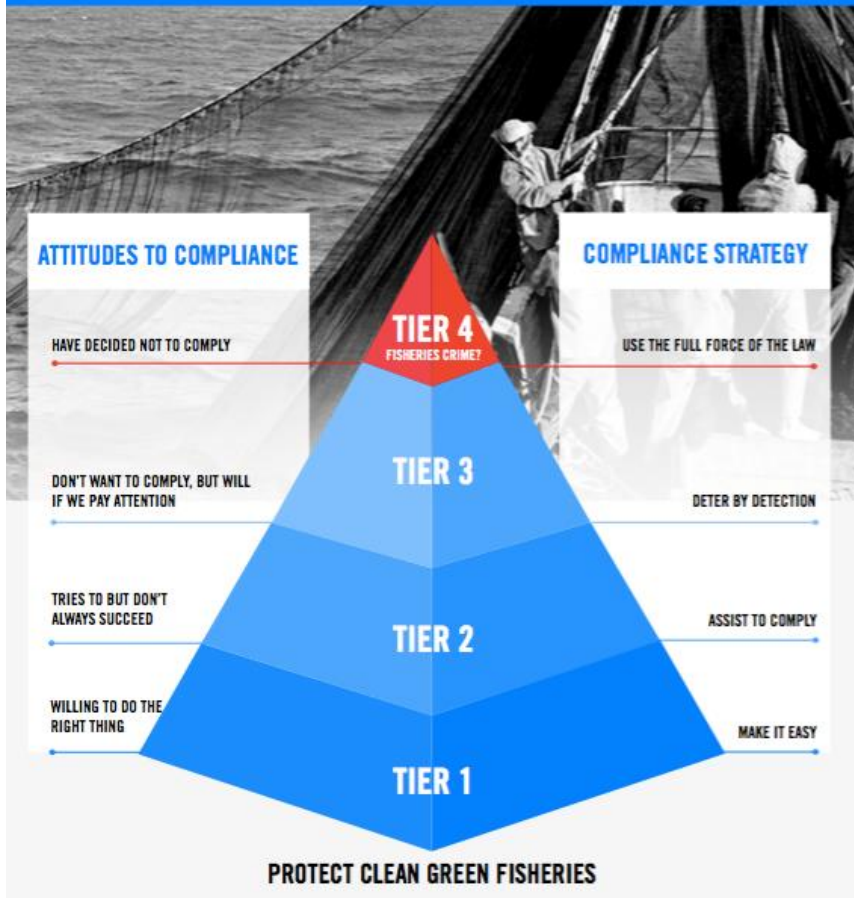 ATTITUDES TO COMPLIANCE
COMPLIANCE STRATEGY
TIER 4
FISHERIES CRIME?
HAVE DECIDED NOT TO COMPLY
USE THE FULL FORCE OF THE LAW
TIER 3
DON'T WANT TO COMPLY, BUT WILL
IF WE PAY ATTENTION
DETER BY DETECTION
TRIES TO BUT DON'T
ALWAYS SUCCEED
TIER 2
ASSIST TO COMPLY
WILLING TO DO THE
RIGHT THING
MAKE IT EASY
TIER 1
PROTECT CLEAN GREEN FISHERIES